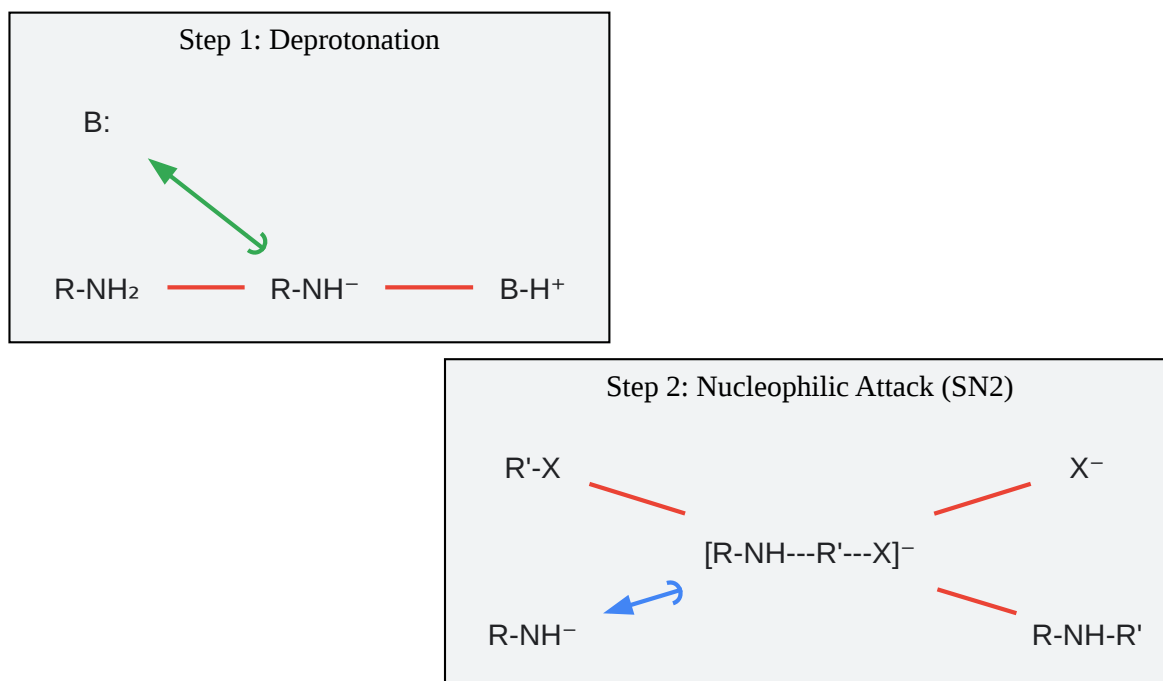 Step 1: Deprotonation
B:
R-NH₂ R-NH⁻ B-H⁺
Step 2: Nucleophilic Attack (SN2)
R'-X X⁻
[R-NH---R'---X]⁻
R-NH⁻ R-NH-R'